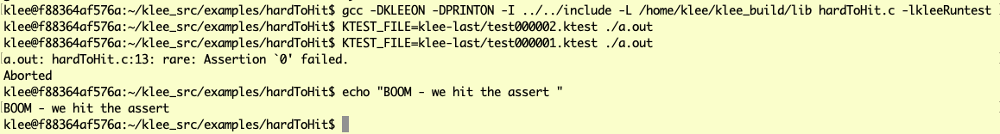 klee@f88364af576a:~/klee_src/examples/hardToHit$ gcc -DKLEEON -DPRINTON -I ../../include -L /home/klee/klee_build/lib hardToHit.c -lkleeRuntest
klee@f88364af576a:~/klee_src/examples/hardToHit$ KTEST_FILE=klee-last/test000002.ktest ./a.out
klee@f88364af576a:~/klee_src/examples/hardToHit$ KTEST_FILE=klee-last/test000001.ktest ./a.out
a.out: hardToHit.c:13: rare: Assertion `0' failed.
Aborted
klee@f88364af576a:~/klee_src/examples/hardToHit$ echo "BOOM - we hit the assert "
BOOM - we hit the assert
klee@f88364af576a:~/klee_src/examples/hardToHit$